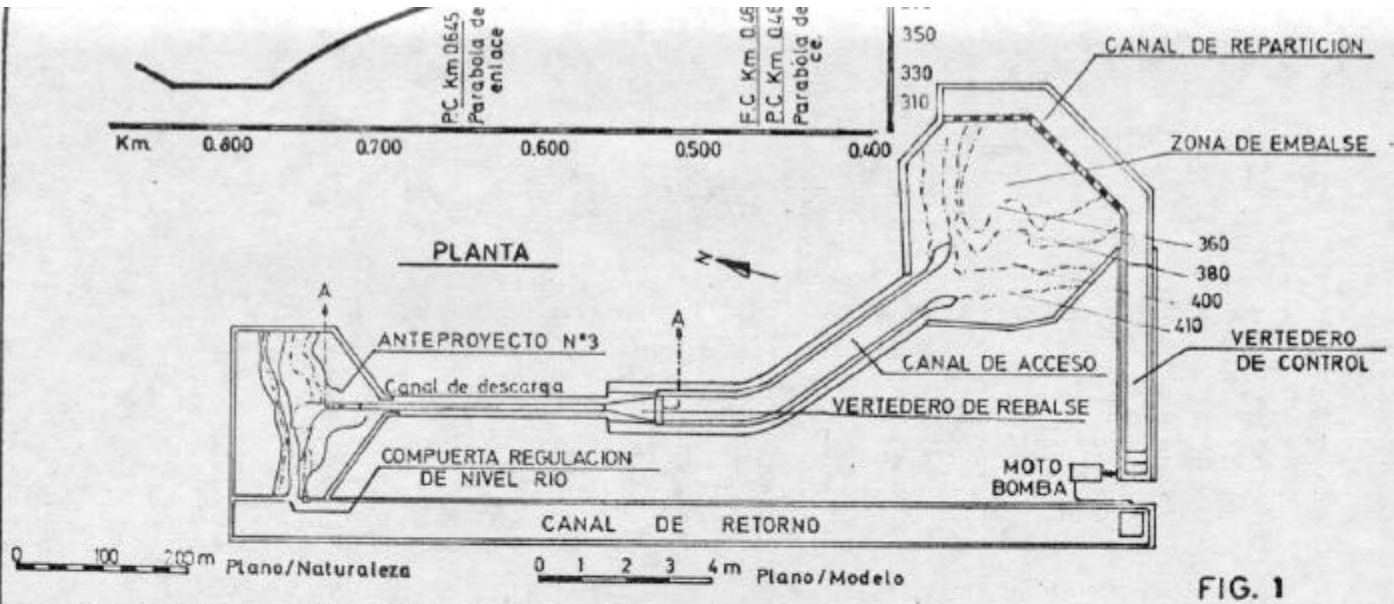 350
330
310
P.C Km 0.645
Parabola de
enlace
F.C Km 0.46
P.C Km 0.46
Parabola de
ce.
Km.
0.800
0.700
0.600
0.500
0.400
CANAL DE REPARTICION
ZONA DE EMBALSE
PLANTA
N
360
380
400
410
A
A
ANTEPROYECTO N°3
Canal de descarga
CANAL DE ACCESO
VERTEDERO
DE CONTROL
VERTEDERO DE REBALSE
COMPUERTA REGULACION
DE NIVEL RIO
MOTO
BOMBA
CANAL DE RETORNO
0 100 200 m Plano/Naturaleza
0 1 2 3 4 m Plano/Modelo
FIG. 1